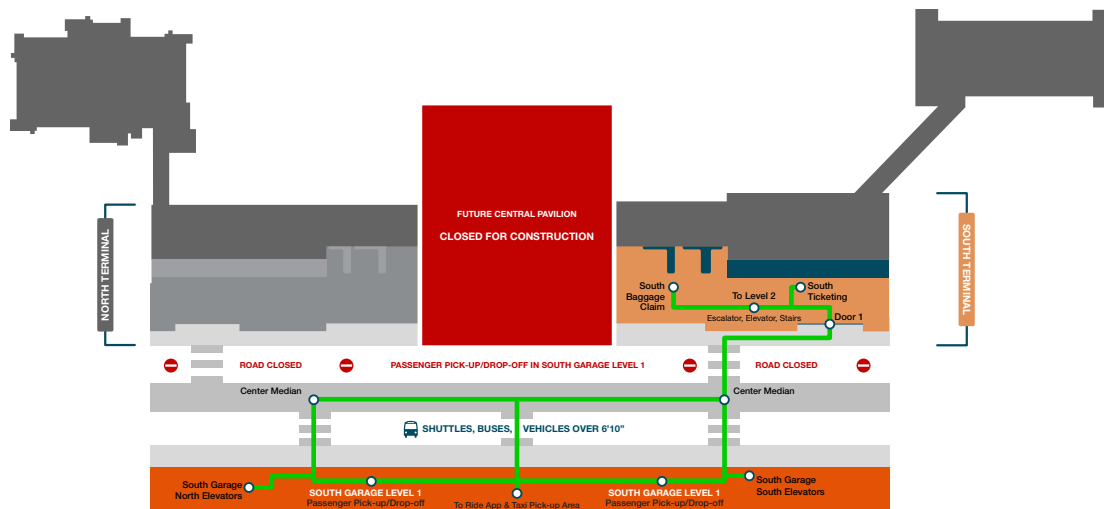 FUTURE CENTRAL PAVILION
CLOSED FOR CONSTRUCTION
NORTH TERMINAL
SOUTH TERMINAL
South
Baggage
Claim
To Level 2
South
Ticketing
Escalator, Elevator, Stairs
Door 1
ROAD CLOSED
PASSENGER PICK-UP/DROP-OFF IN SOUTH GARAGE LEVEL 1
ROAD CLOSED
Center Median
Center Median
SHUTTLES, BUSES, VEHICLES OVER 6'10"
South Garage
North Elevators
SOUTH GARAGE LEVEL 1
Passenger Pick-up/Drop-off
To Ride App & Taxi Pick-up Area
SOUTH GARAGE LEVEL 1
Passenger Pick-up/Drop-off
South Garage
South Elevators